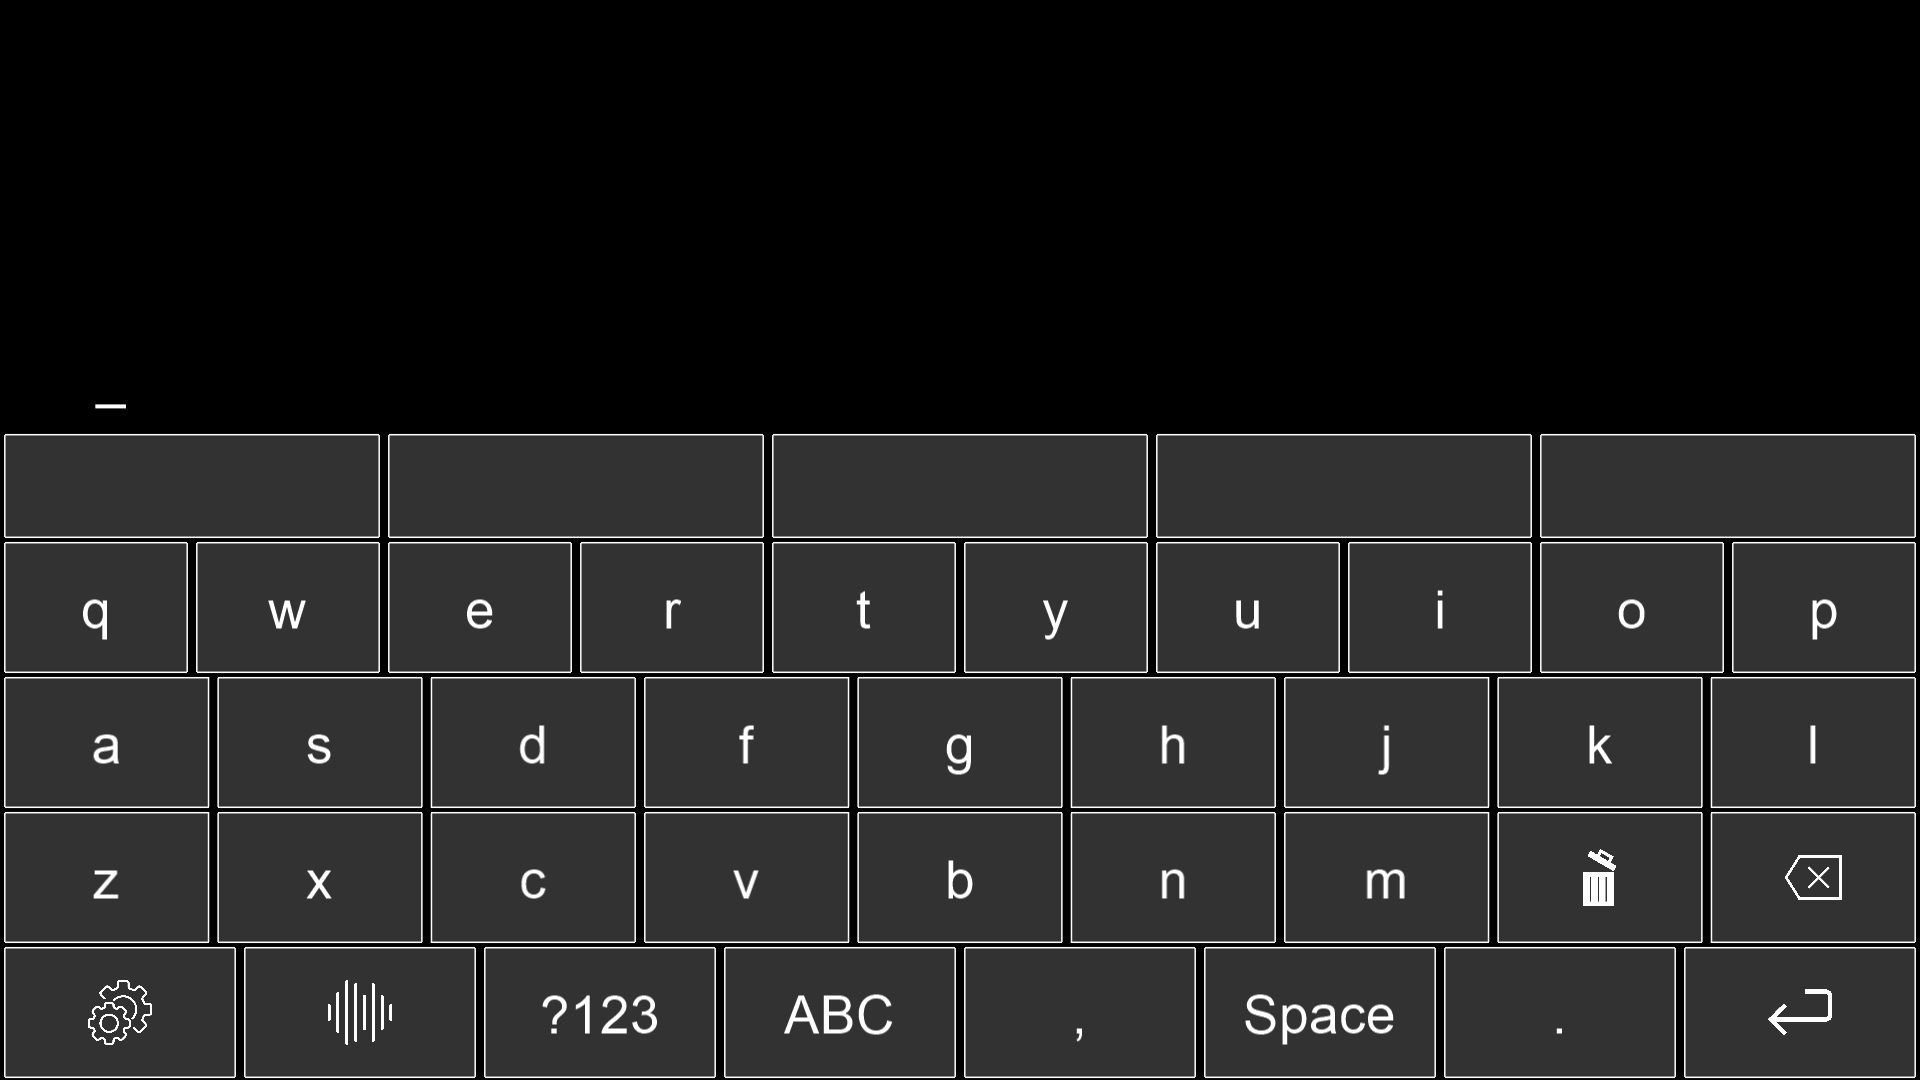 _
q w e r t y u i o p
a s d f g h j k l
z x c v b n m
?123 ABC , Space .